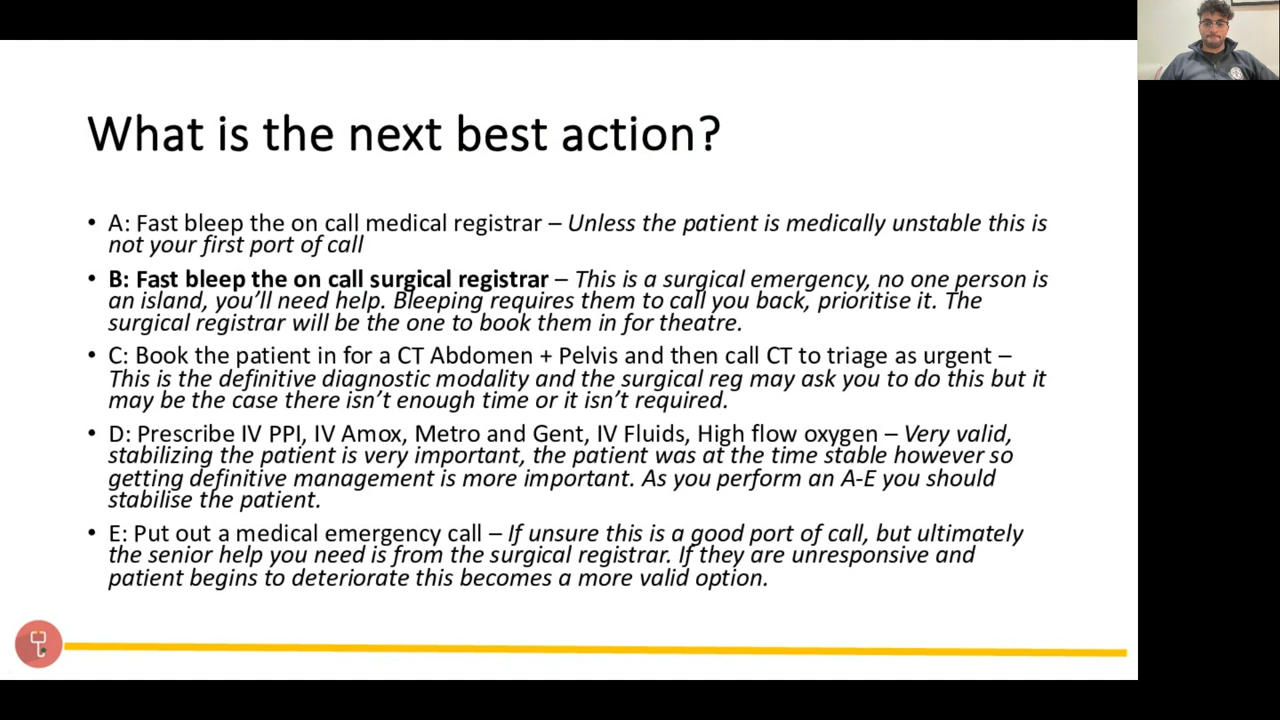 What is the next best action?
• A: Fast bleep the on call medical registrar – Unless the patient is medically unstable this is
not your first port of call
• B: Fast bleep the on call surgical registrar – This is a surgical emergency, no one person is
an island, you'll need help. Bleeping requires them to call you back, prioritise it. The
surgical registrar will be the one to book them in for theatre.
• C: Book the patient in for a CT Abdomen + Pelvis and then call CT to triage as urgent –
This is the definitive diagnostic modality and the surgical reg may ask you to do this but it
may be the case there isn't enough time or it isn't required.
• D: Prescribe IV PPI, IV Amox, Metro and Gent, IV Fluids, High flow oxygen – Very valid,
stabilizing the patient is very important, the patient was at the time stable however so
getting definitive management is more important. As you perform an A-E you should
stabilise the patient.
• E: Put out a medical emergency call – If unsure this is a good port of call, but ultimately
the senior help you need is from the surgical registrar. If they are unresponsive and
patient begins to deteriorate this becomes a more valid option.